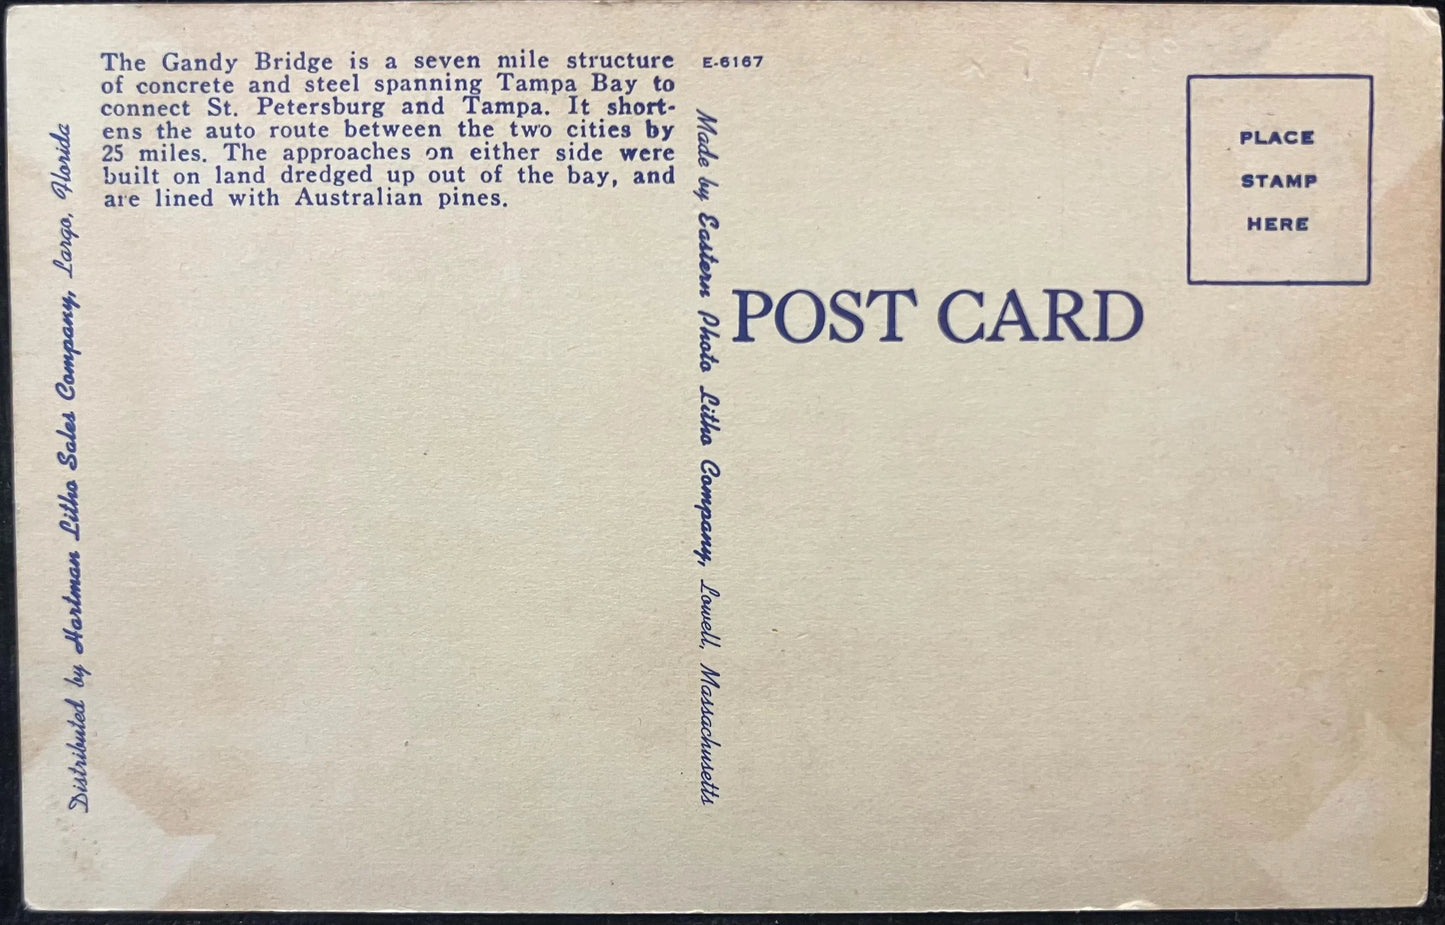 The Gandy Bridge is a seven mile structure
of concrete and steel spanning Tampa Bay to
connect St. Petersburg and Tampa. It short-
ens the auto route between the two cities by
25 miles. The approaches on either side were
built on land dredged up out of the bay, and
are lined with Australian pines.
Distributed by Hartman Litho Sales Company, Largo, Florida
E-6167
Made by Eastern Photo Litho Company, Lowell, Massachusetts
POST CARD
PLACE
STAMP
HERE